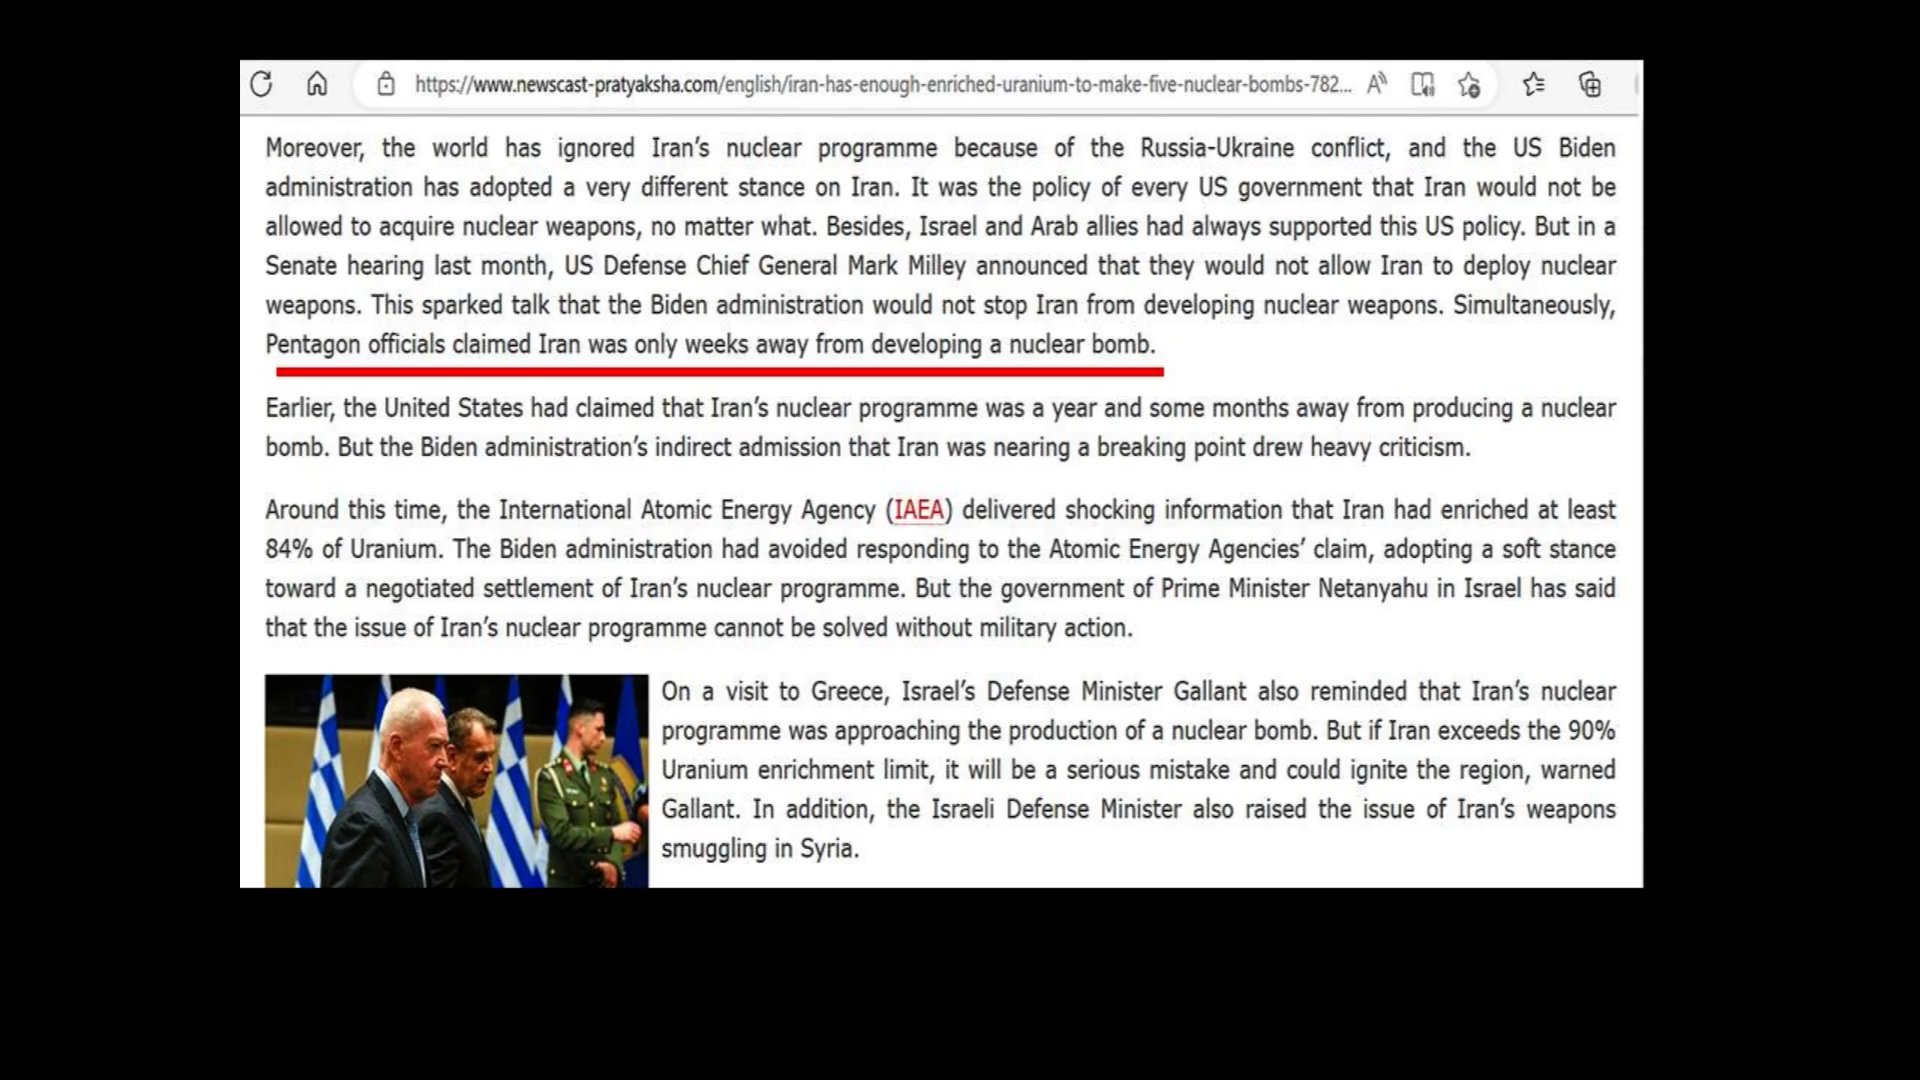 https://www.newscast-pratyaksha.com/english/iran-has-enough-enriched-uranium-to-make-five-nuclear-bombs-782...
Moreover, the world has ignored Iran's nuclear programme because of the Russia-Ukraine conflict, and the US Biden
administration has adopted a very different stance on Iran. It was the policy of every US government that Iran would not be
allowed to acquire nuclear weapons, no matter what. Besides, Israel and Arab allies had always supported this US policy. But in a
Senate hearing last month, US Defense Chief General Mark Milley announced that they would not allow Iran to deploy nuclear
weapons. This sparked talk that the Biden administration would not stop Iran from developing nuclear weapons. Simultaneously,
Pentagon officials claimed Iran was only weeks away from developing a nuclear bomb.
Earlier, the United States had claimed that Iran's nuclear programme was a year and some months away from producing a nuclear
bomb. But the Biden administration's indirect admission that Iran was nearing a breaking point drew heavy criticism.
Around this time, the International Atomic Energy Agency (IAEA) delivered shocking information that Iran had enriched at least
84% of Uranium. The Biden administration had avoided responding to the Atomic Energy Agencies' claim, adopting a soft stance
toward a negotiated settlement of Iran's nuclear programme. But the government of Prime Minister Netanyahu in Israel has said
that the issue of Iran's nuclear programme cannot be solved without military action.
On a visit to Greece, Israel's Defense Minister Gallant also reminded that Iran's nuclear
programme was approaching the production of a nuclear bomb. But if Iran exceeds the 90%
Uranium enrichment limit, it will be a serious mistake and could ignite the region, warned
Gallant. In addition, the Israeli Defense Minister also raised the issue of Iran's weapons
smuggling in Syria.